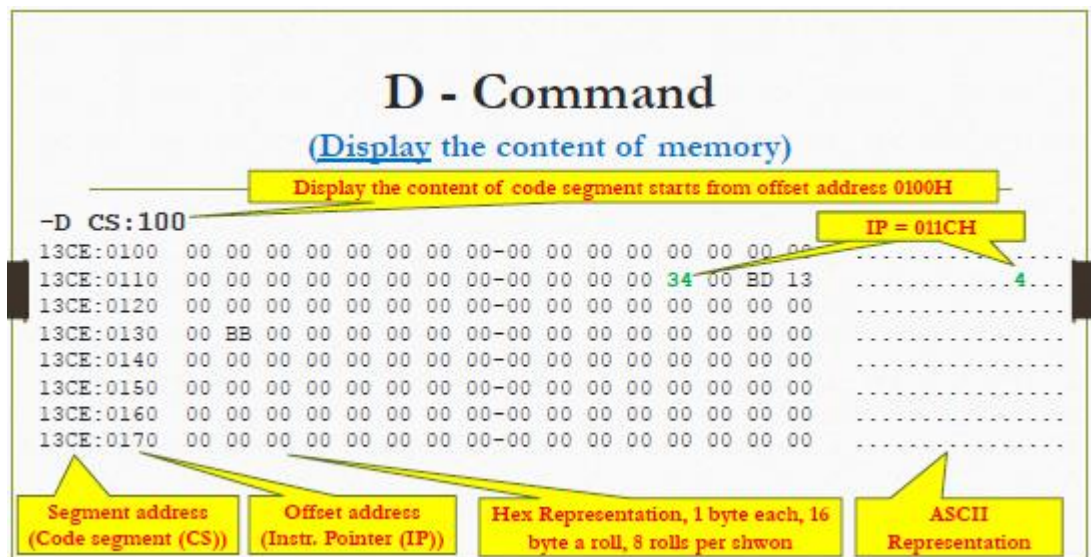 D - Command
(Display the content of memory)
Display the content of code segment starts from offset address 0100H
-D CS:100
IP = 011CH
13CE:0100 00 00 00 00 00 00 00 00-00 00 00 00 00 00 00 00 ................
13CE:0110 00 00 00 00 00 00 00 00-00 00 00 00 34 00 BD 13 ............4...
13CE:0120 00 00 00 00 00 00 00 00-00 00 00 00 00 00 00 00 ................
13CE:0130 00 BB 00 00 00 00 00 00-00 00 00 00 00 00 00 00 ................
13CE:0140 00 00 00 00 00 00 00 00-00 00 00 00 00 00 00 00 ................
13CE:0150 00 00 00 00 00 00 00 00-00 00 00 00 00 00 00 00 ................
13CE:0160 00 00 00 00 00 00 00 00-00 00 00 00 00 00 00 00 ................
13CE:0170 00 00 00 00 00 00 00 00-00 00 00 00 00 00 00 00 ................
Segment address
(Code segment (CS))
Offset address
(Instr. Pointer (IP))
Hex Representation, 1 byte each, 16
byte a roll, 8 rolls per shwon
ASCII
Representation